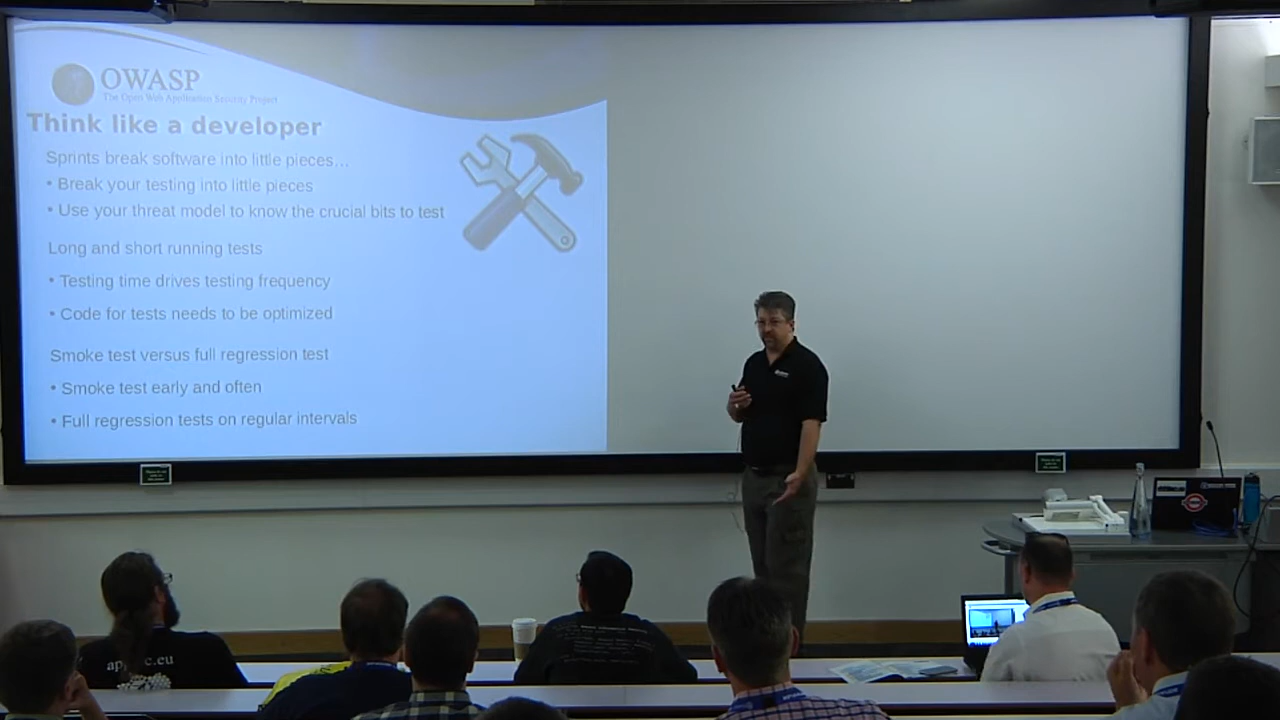 OWASP
The Open Web Application Security Project
Think like a developer
Sprints break software into little pieces…
• Break your testing into little pieces
• Use your threat model to know the crucial bits to test
Long and short running tests
• Testing time drives testing frequency
• Code for tests needs to be optimized
Smoke test versus full regression test
• Smoke test early and often
• Full regression tests on regular intervals